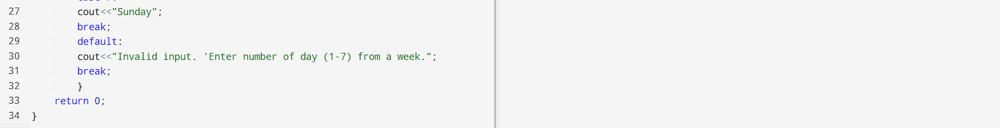 27 cout<<"Sunday";
28 break;
29 default:
30 cout<<"Invalid input. 'Enter number of day (1-7) from a week.";
31 break;
32 }
33 return 0;
34 }